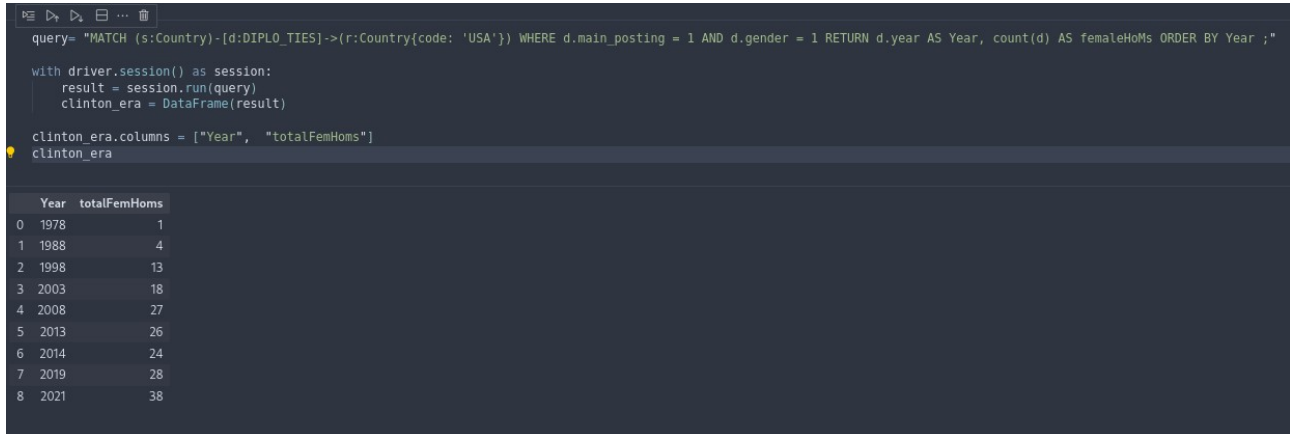 query= "MATCH (s:Country)-[d:DIPLO_TIES]->(r:Country{code: 'USA'}) WHERE d.main_posting = 1 AND d.gender = 1 RETURN d.year AS Year, count(d) AS femaleHoMs ORDER BY Year ;"
with driver.session() as session:
    result = session.run(query)
    clinton_era = DataFrame(result)
clinton_era.columns = ["Year",  "totalFemHoms"]
clinton_era
Year totalFemHoms
0 1978 1
1 1988 4
2 1998 13
3 2003 18
4 2008 27
5 2013 26
6 2014 24
7 2019 28
8 2021 38